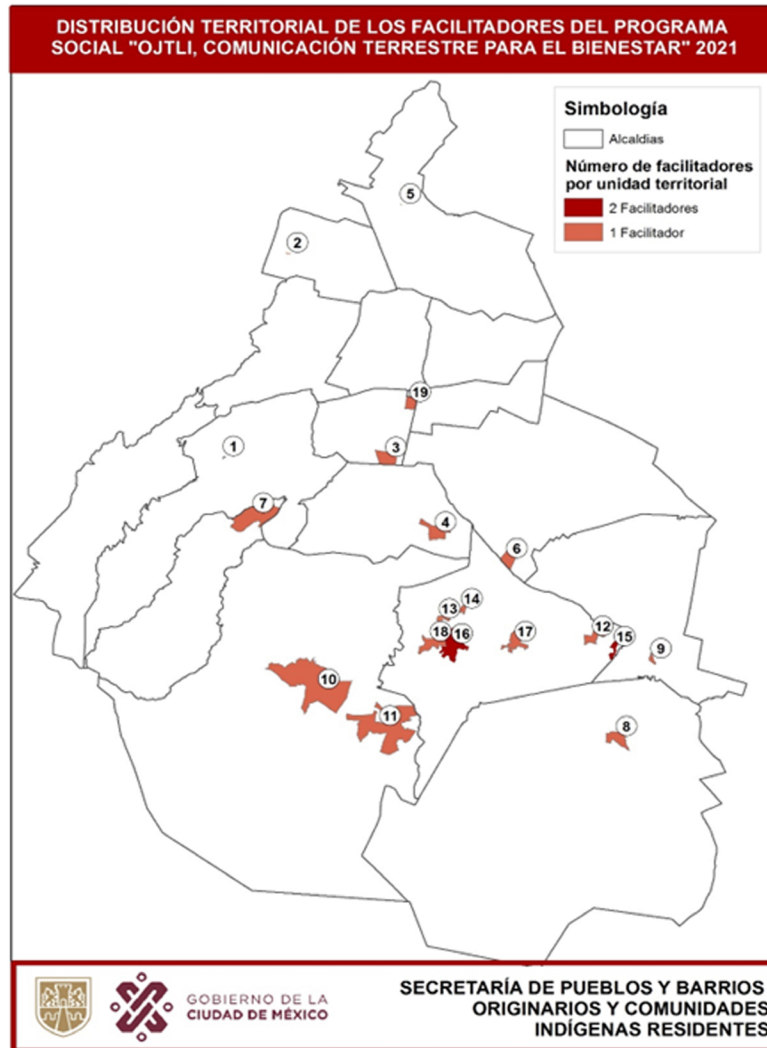 DISTRIBUCIÓN TERRITORIAL DE LOS FACILITADORES DEL PROGRAMA
SOCIAL "OJTLI, COMUNICACIÓN TERRESTRE PARA EL BIENESTAR" 2021
Simbología
Alcaldias
Número de facilitadores
por unidad territorial
2 Facilitadores
1 Facilitador
5
2
19
1
3
7
4
6
14
13
18
16
17
12
15
9
10
11
8
GOBIERNO DE LA
CIUDAD DE MÉXICO
SECRETARÍA DE PUEBLOS Y BARRIOS
ORIGINARIOS Y COMUNIDADES
INDÍGENAS RESIDENTES